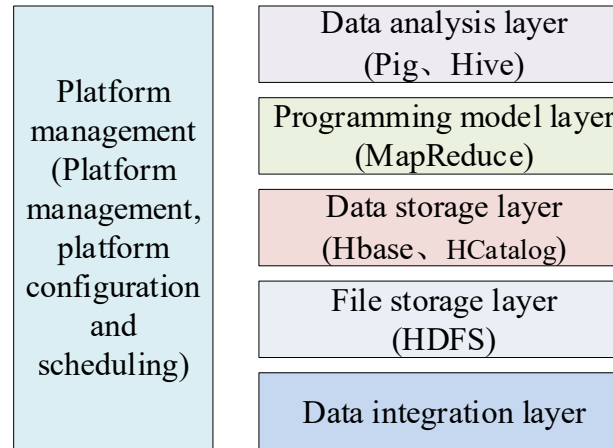 Platform
management
(Platform
management,
platform
configuration
and
scheduling)
Data analysis layer
(Pig、Hive)
Programming model layer
(MapReduce)
Data storage layer
(Hbase、HCatalog)
File storage layer
(HDFS)
Data integration layer